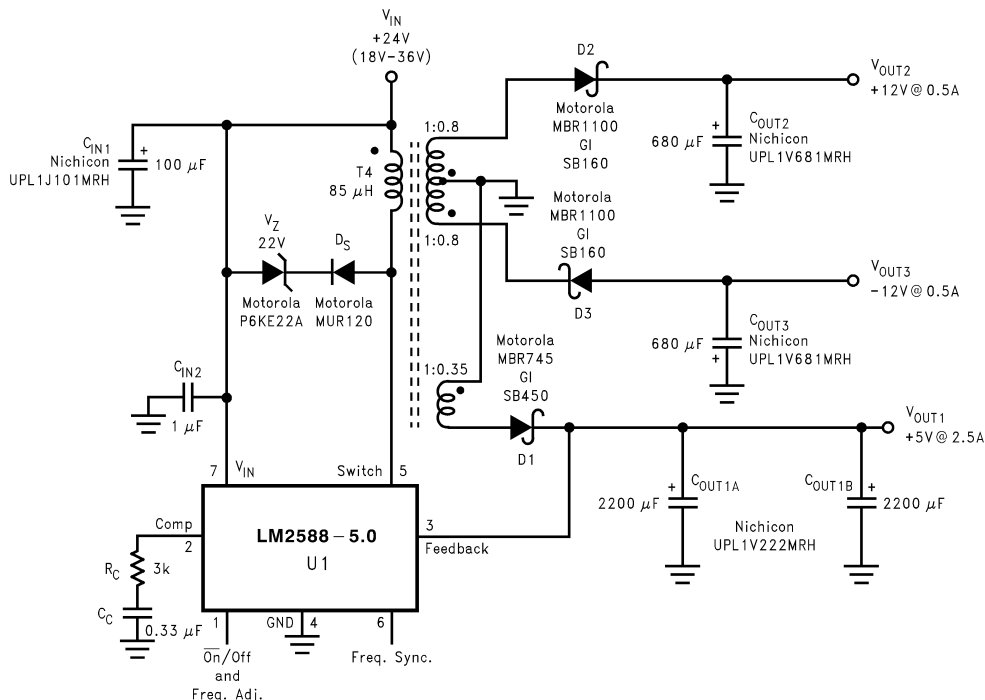 V_IN
+24V
(18V-36V)
C_IN1
Nichicon
UPL1J101MRH
+
100 μF
T4
85 μH
1:0.8
1:0.8
D2
Motorola
MBR1100
GI
SB160
680 μF
+
C_OUT2
Nichicon
UPL1V681MRH
V_OUT2
+12V@ 0.5A
Motorola
MBR1100
GI
SB160
D3
680 μF
+
C_OUT3
Nichicon
UPL1V681MRH
V_OUT3
-12V@ 0.5A
V_Z
22V
D_S
Motorola
P6KE22A
Motorola
MUR120
C_IN2
1 μF
1:0.35
Motorola
MBR745
GI
SB450
D1
V_OUT1
+5V@ 2.5A
2200 μF
+
C_OUT1A
C_OUT1B
+
2200 μF
Nichicon
UPL1V222MRH
7 V_IN
Switch 5
Comp
2
LM2588 – 5.0
U1
3
Feedback
R_C 3k
C_C
0.33 μF
1
GND 4
6
O̅n̅/Off
and
Freq. Adj.
Freq. Sync.